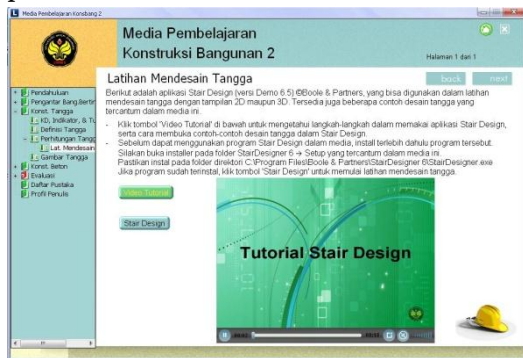 Media Pembelajaran Konsbang 2
Media Pembelajaran
Konstruksi Bangunan 2
Halaman 1 dari 1
Pendahuluan
Pengantar Bang.Bertin
Konst. Tangga
KD, Indikator, & Tu
Definisi Tangga
Perhitungan Tangg
Lat. Mendesain
Gambar Tangga
Konst. Beton
Evaluasi
Daftar Pustaka
Profil Penulis
Latihan Mendesain Tangga
back
next
Berikut adalah aplikasi Stair Design (versi Demo 6.5) @Boole & Partners, yang bisa digunakan dalam latihan
mendesain tangga dengan tampilan 2D maupun 3D. Tersedia juga beberapa contoh desain tangga yang
tercantum dalam media ini.
- Klik tombol 'Video Tutorial' di bawah untuk mengetahui langkah-langkah dalam memakai aplikasi Stair Design,
serta cara membuka contoh-contoh desain tangga dalam Stair Design.
- Sebelum dapat menggunakan program Stair Design dalam media, install terlebih dahulu program tersebut.
Silakan buka installer pada folder StairDesigner 6 → Setup yang tercantum dalam media ini.
Pastikan instal pada folder direktori C:\Program Files\Boole & Partners\StairDesigner 6\StairDesigner.exe
Jika program sudah terinstal, klik tombol 'Stair Design' untuk memulai latihan mendesain tangga.
Video Tutorial
Stair Design
Tutorial Stair Design